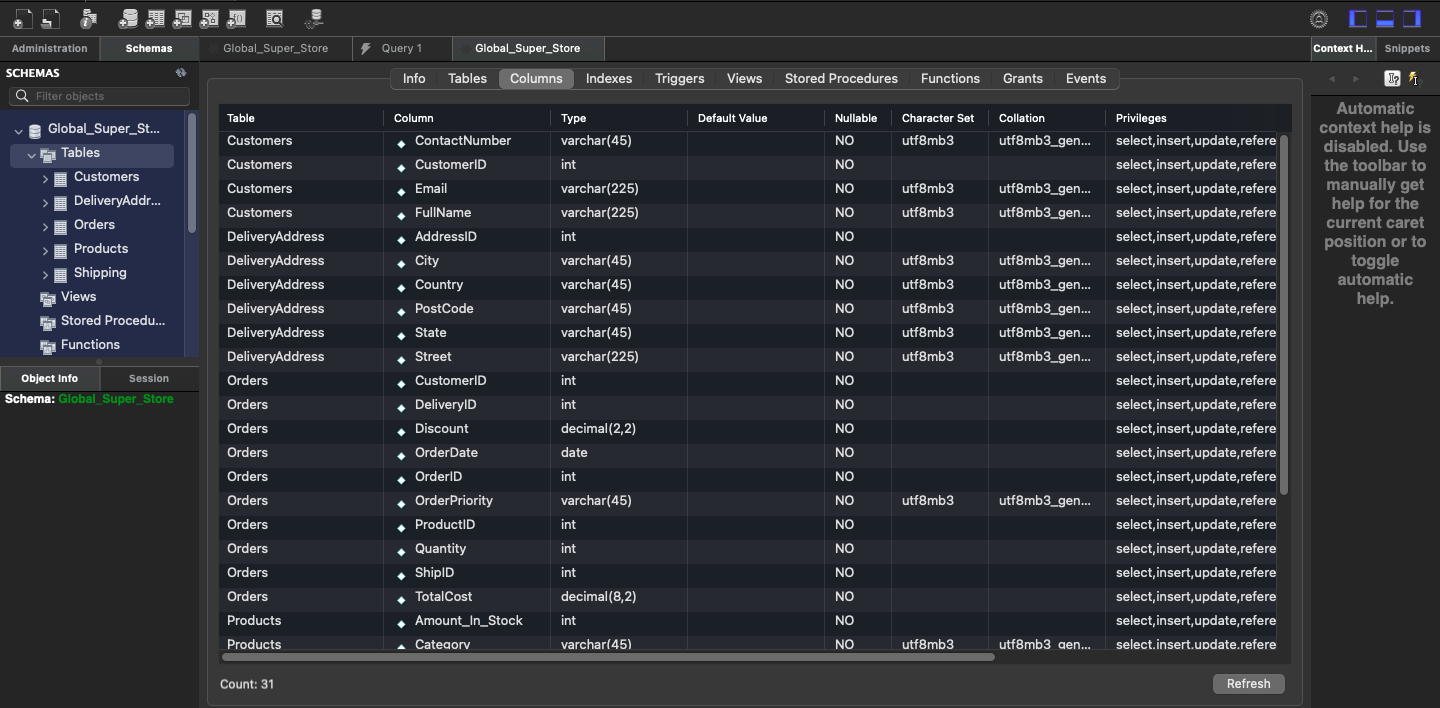 Administration Schemas Global_Super_Store Query 1 Global_Super_Store Context H... Snippets
SCHEMAS
Filter objects
Global_Super_St...
Tables
Customers
DeliveryAddr...
Orders
Products
Shipping
Views
Stored Procedu...
Functions
Object Info Session
Schema: Global_Super_Store
Info Tables Columns Indexes Triggers Views Stored Procedures Functions Grants Events
Table Column Type Default Value Nullable Character Set Collation Privileges
Customers ContactNumber varchar(45) NO utf8mb3 utf8mb3_gen... select,insert,update,refere
Customers CustomerID int NO select,insert,update,refere
Customers Email varchar(225) NO utf8mb3 utf8mb3_gen... select,insert,update,refere
Customers FullName varchar(225) NO utf8mb3 utf8mb3_gen... select,insert,update,refere
DeliveryAddress AddressID int NO select,insert,update,refere
DeliveryAddress City varchar(45) NO utf8mb3 utf8mb3_gen... select,insert,update,refere
DeliveryAddress Country varchar(45) NO utf8mb3 utf8mb3_gen... select,insert,update,refere
DeliveryAddress PostCode varchar(45) NO utf8mb3 utf8mb3_gen... select,insert,update,refere
DeliveryAddress State varchar(45) NO utf8mb3 utf8mb3_gen... select,insert,update,refere
DeliveryAddress Street varchar(225) NO utf8mb3 utf8mb3_gen... select,insert,update,refere
Orders CustomerID int NO select,insert,update,refere
Orders DeliveryID int NO select,insert,update,refere
Orders Discount decimal(2,2) NO select,insert,update,refere
Orders OrderDate date NO select,insert,update,refere
Orders OrderID int NO select,insert,update,refere
Orders OrderPriority varchar(45) NO utf8mb3 utf8mb3_gen... select,insert,update,refere
Orders ProductID int NO select,insert,update,refere
Orders Quantity int NO select,insert,update,refere
Orders ShipID int NO select,insert,update,refere
Orders TotalCost decimal(8,2) NO select,insert,update,refere
Products Amount_In_Stock int NO select,insert,update,refere
Products Category varchar(45) NO utf8mb3 utf8mb3_gen... select,insert,update,refere
Count: 31
Refresh
Automatic
context help is
disabled. Use
the toolbar to
manually get
help for the
current caret
position or to
toggle
automatic
help.